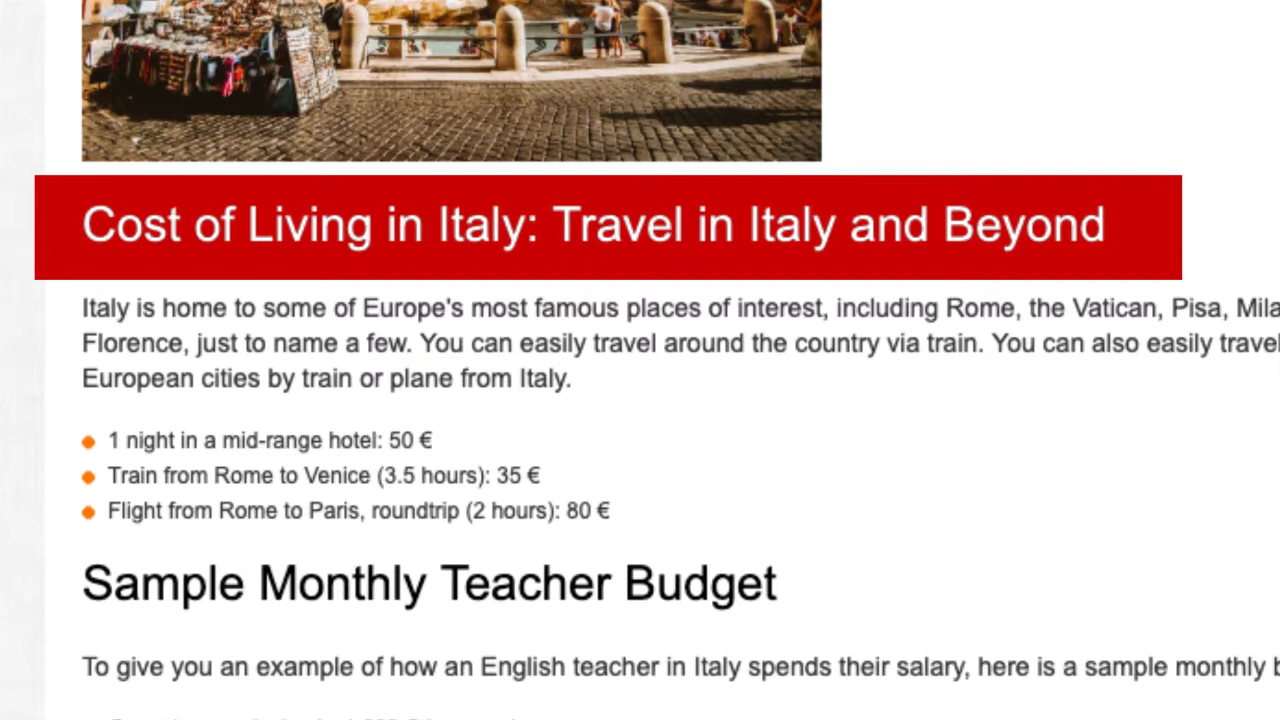 Cost of Living in Italy: Travel in Italy and Beyond
Italy is home to some of Europe's most famous places of interest, including Rome, the Vatican, Pisa,
Florence, just to name a few. You can easily travel around the country via train. You can also easily travel
European cities by train or plane from Italy.
1 night in a mid-range hotel: 50 €
Train from Rome to Venice (3.5 hours): 35 €
Flight from Rome to Paris, roundtrip (2 hours): 80 €
Sample Monthly Teacher Budget
To give you an example of how an English teacher in Italy spends their salary, here is a sample monthly